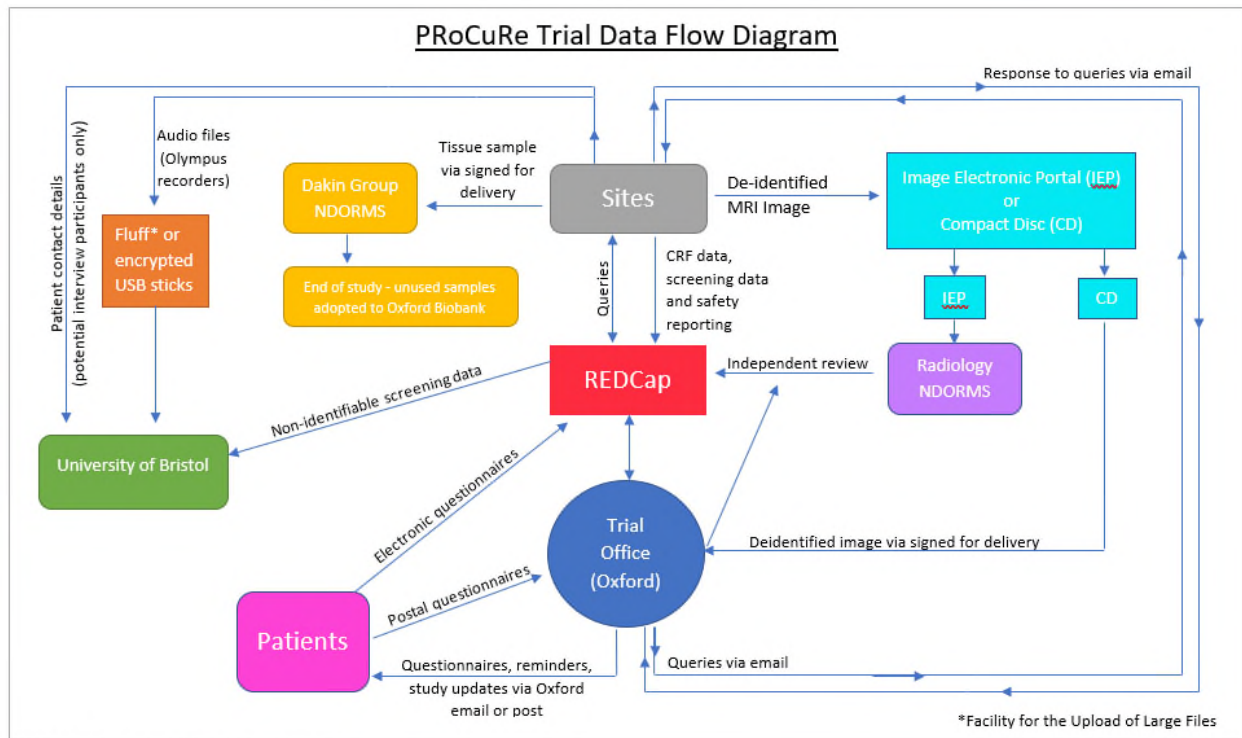 PRoCuRe Trial Data Flow Diagram
Response to queries via email
Patient contact details
(potential interview participants only)
Audio files
(Olympus
recorders)
Tissue sample
via signed for
delivery
Dakin Group
NDORMS
Sites
De-identified
MRI Image
Image Electronic Portal (IEP)
or
Compact Disc (CD)
Fluff* or
encrypted
USB sticks
End of study - unused samples
adopted to Oxford Biobank
Queries
CRF data,
screening data
and safety
reporting
IEP
CD
REDCap
Independent review
Radiology
NDORMS
Non-identifiable screening data
University of Bristol
Electronic questionnaires
Trial
Office
(Oxford)
Deidentified image via signed for delivery
Postal questionnaires
Patients
Questionnaires, reminders,
study updates via Oxford
email or post
Queries via email
*Facility for the Upload of Large Files